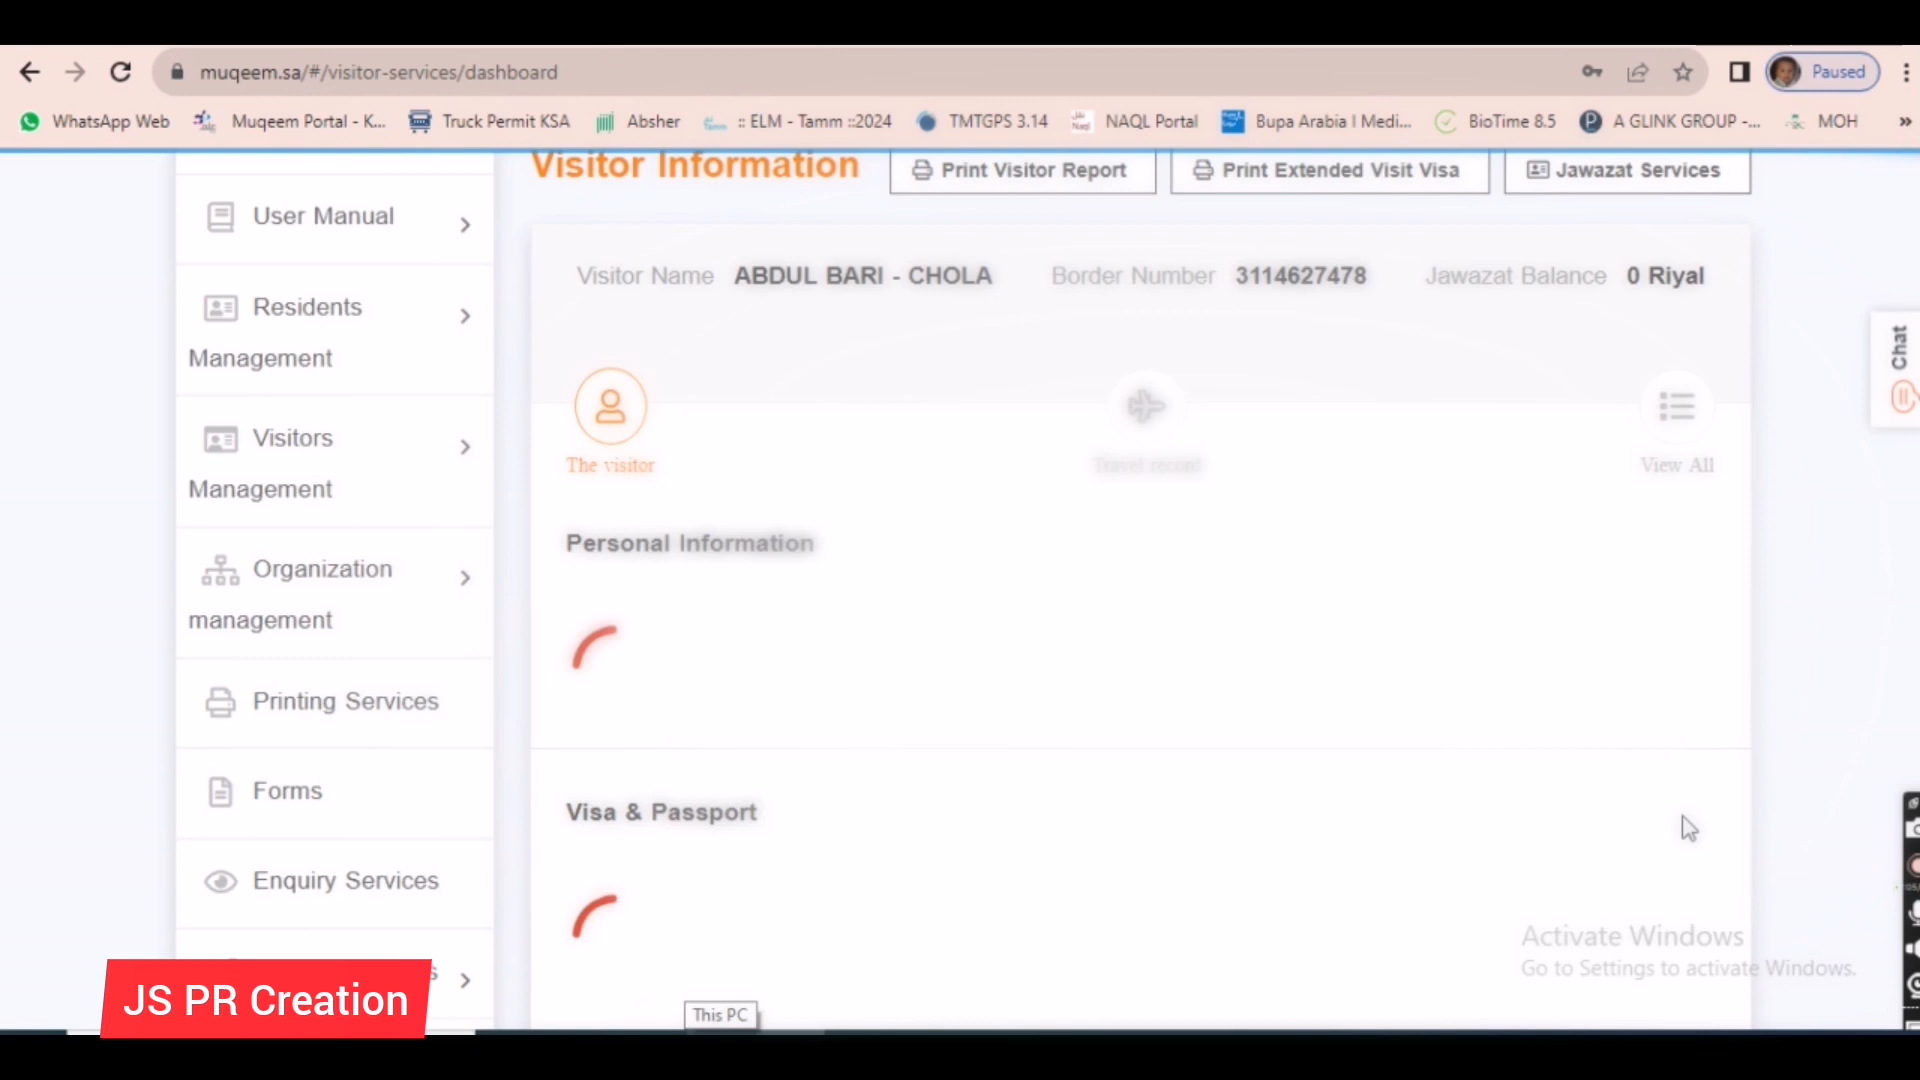 muqeem.sa/#/visitor-services/dashboard
Paused
WhatsApp Web
Muqeem Portal - K...
Truck Permit KSA
Absher
:: ELM - Tamm ::2024
TMTGPS 3.14
NAQL Portal
Bupa Arabia I Medi...
BioTime 8.5
A GLINK GROUP -...
MOH
»
Visitor Information
Print Visitor Report
Print Extended Visit Visa
Jawazat Services
User Manual
Residents
Management
Visitors
Management
Organization
management
Printing Services
Forms
Enquiry Services
Visitor Name ABDUL BARI - CHOLA
Border Number 3114627478
Jawazat Balance 0 Riyal
The visitor
Travel record
View All
Personal Information
Visa & Passport
Chat
Activate Windows
Go to Settings to activate Windows.
This PC
JS PR Creation